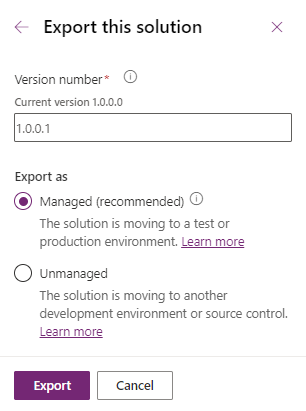 Export this solution
Version number*
Current version 1.0.0.0
1.0.0.1
Export as
Managed (recommended)
The solution is moving to a test or
production environment. Learn more
Unmanaged
The solution is moving to another
development environment or source control.
Learn more
Export Cancel